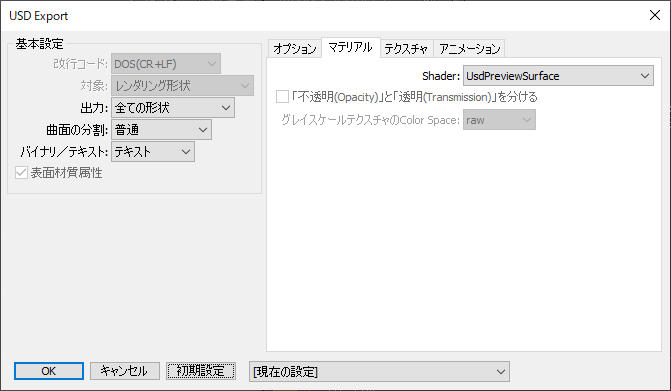 USD Export
基本設定
改行コード: DOS(CR+LF)
対象: レンダリング形状
出力: 全ての形状
曲面の分割: 普通
バイナリ／テキスト: テキスト
表面材質属性
オプション マテリアル テクスチャ アニメーション
Shader: UsdPreviewSurface
「不透明(Opacity)」と「透明(Transmission)」を分ける
グレイスケールテクスチャのColor Space: raw
OK キャンセル 初期設定 [現在の設定]